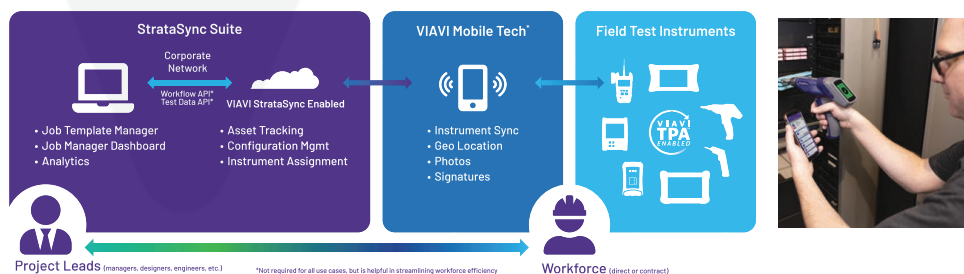 StrataSync Suite
Corporate
Network
Workflow API*
Test Data API*
VIAVI StrataSync Enabled
• Job Template Manager
• Job Manager Dashboard
• Analytics
• Asset Tracking
• Configuration Mgmt
• Instrument Assignment
VIAVI Mobile Tech*
• Instrument Sync
• Geo Location
• Photos
• Signatures
Field Test Instruments
VIAVI
TPA
ENABLED
Project Leads (managers, designers, engineers, etc.)
*Not required for all use cases, but is helpful in streamlining workforce efficiency
Workforce (direct or contract)